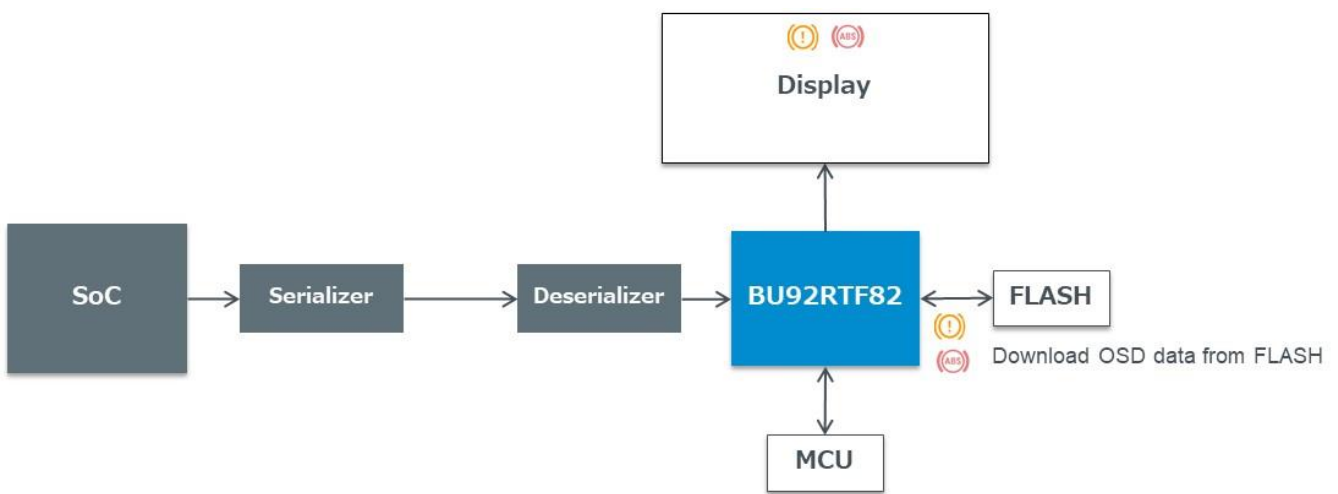 (!) (ABS)
Display
SoC
Serializer
Deserializer
BU92RTF82
FLASH
(!)
(ABS)
Download OSD data from FLASH
MCU